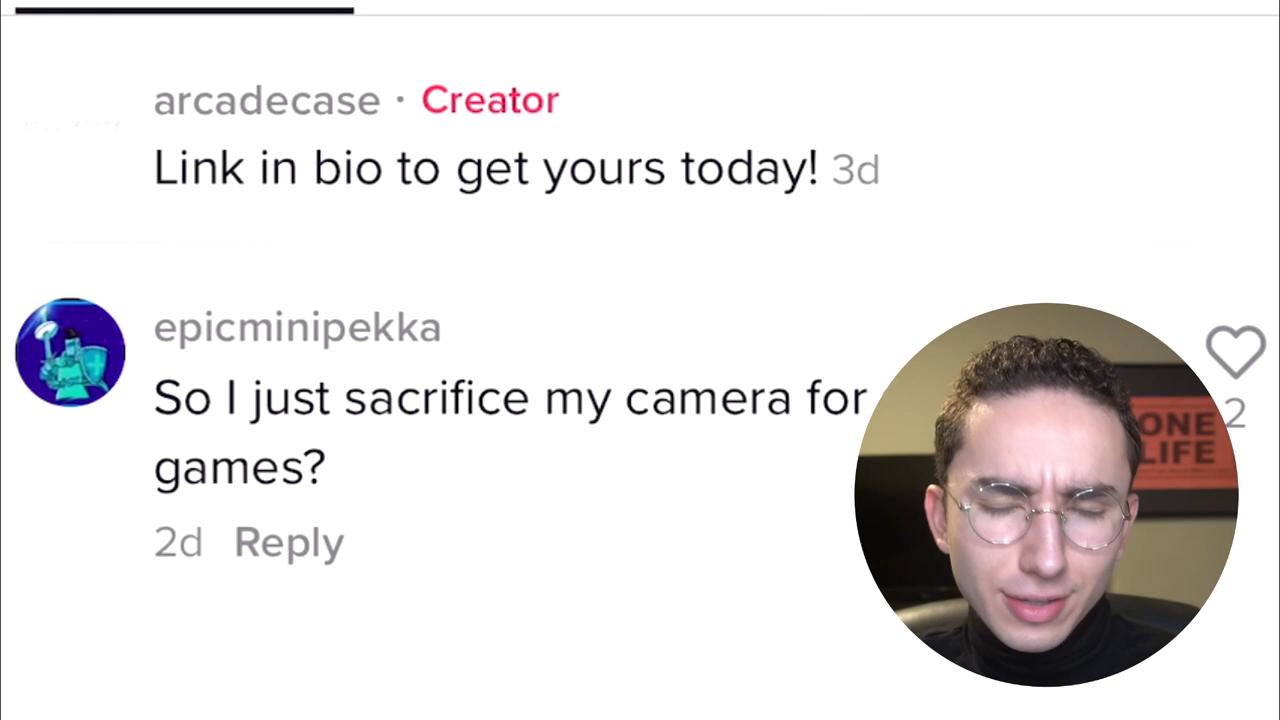 arcadecase · Creator
Link in bio to get yours today! 3d
epicminipekka
So I just sacrifice my camera for
games?
2
2d Reply
ONE
LIFE